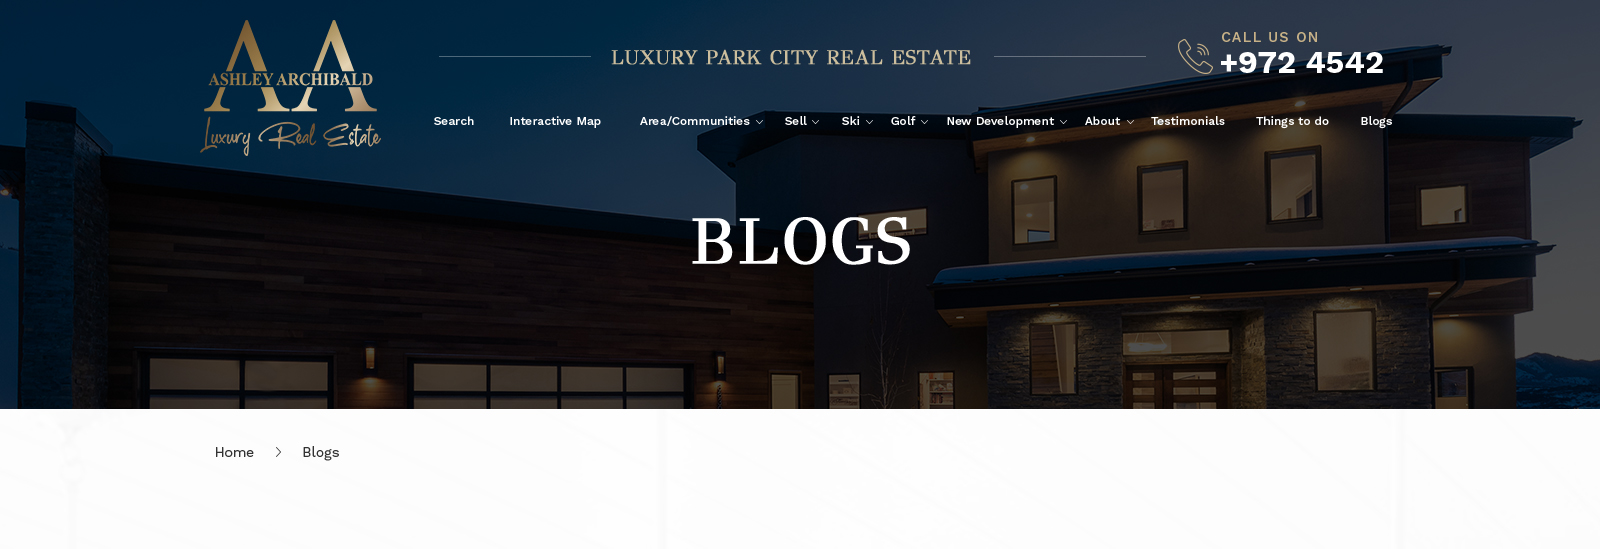 ASHLEY ARCHIBALD
Luxury Real Estate
LUXURY PARK CITY REAL ESTATE
CALL US ON
+972 4542
Search Interactive Map Area/Communities Sell Ski Golf New Development About Testimonials Things to do Blogs
BLOGS
Home > Blogs